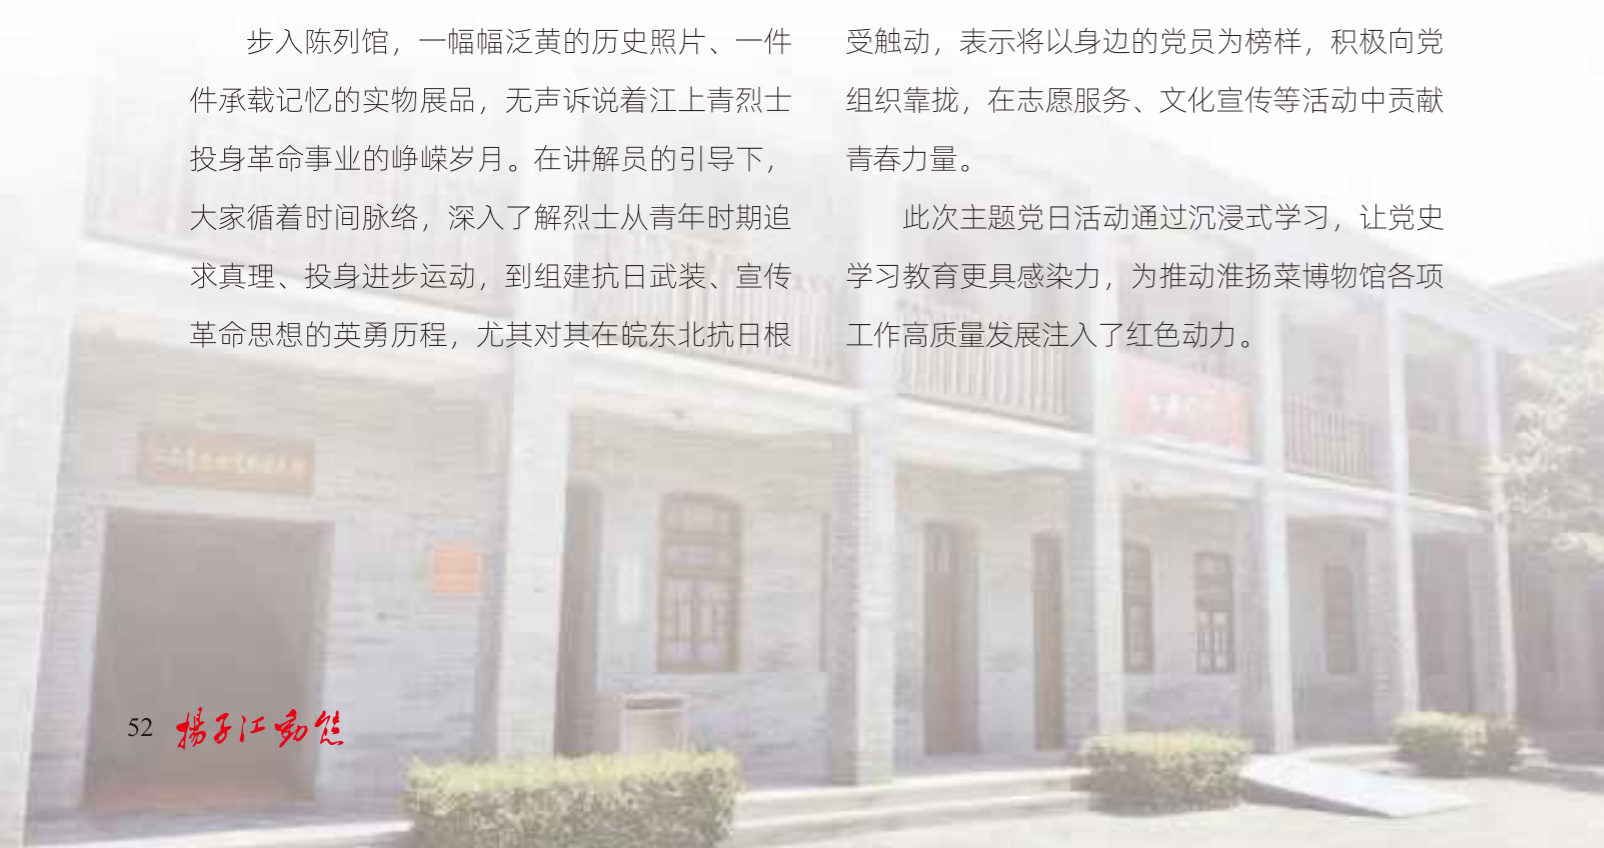 步入陈列馆，一幅幅泛黄的历史照片、一件
件承载记忆的实物展品，无声诉说着江上青烈士
投身革命事业的峥嵘岁月。在讲解员的引导下，
大家循着时间脉络，深入了解烈士从青年时期追
求真理、投身进步运动，到组建抗日武装、宣传
革命思想的英勇历程，尤其对其在皖东北抗日根
受触动，表示将以身边的党员为榜样，积极向党
组织靠拢，在志愿服务、文化宣传等活动中贡献
青春力量。
此次主题党日活动通过沉浸式学习，让党史
学习教育更具感染力，为推动淮扬菜博物馆各项
工作高质量发展注入了红色动力。
52 揚子江動態